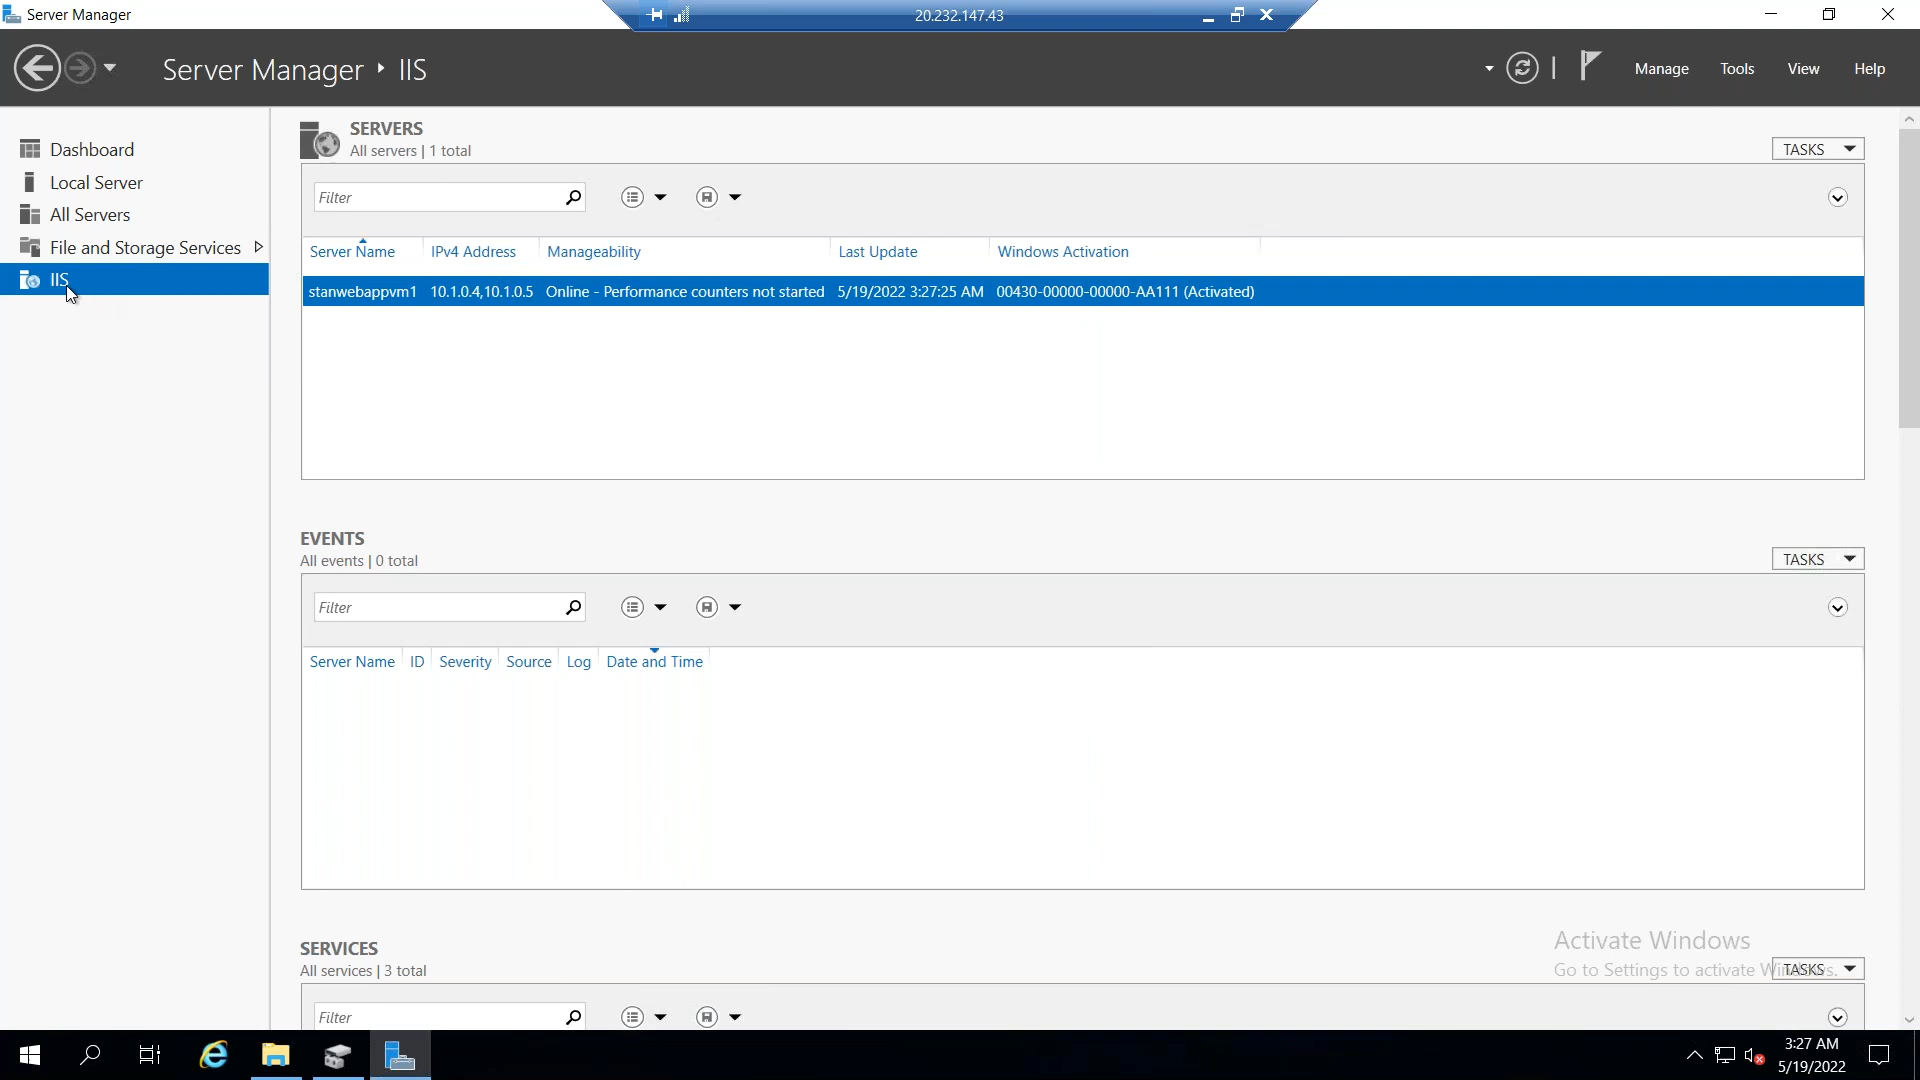 Server Manager
20.232.147.43
Server Manager ‣ IIS
Manage
Tools
View
Help
Dashboard
Local Server
All Servers
File and Storage Services
IIS
SERVERS
All servers | 1 total
TASKS
Filter
Server Name IPv4 Address Manageability Last Update Windows Activation
stanwebappvm1 10.1.0.4,10.1.0.5 Online - Performance counters not started 5/19/2022 3:27:25 AM 00430-00000-00000-AA111 (Activated)
EVENTS
All events | 0 total
TASKS
Filter
Server Name ID Severity Source Log Date and Time
SERVICES
All services | 3 total
TASKS
Filter
Activate Windows
Go to Settings to activate Windows.
3:27 AM
5/19/2022